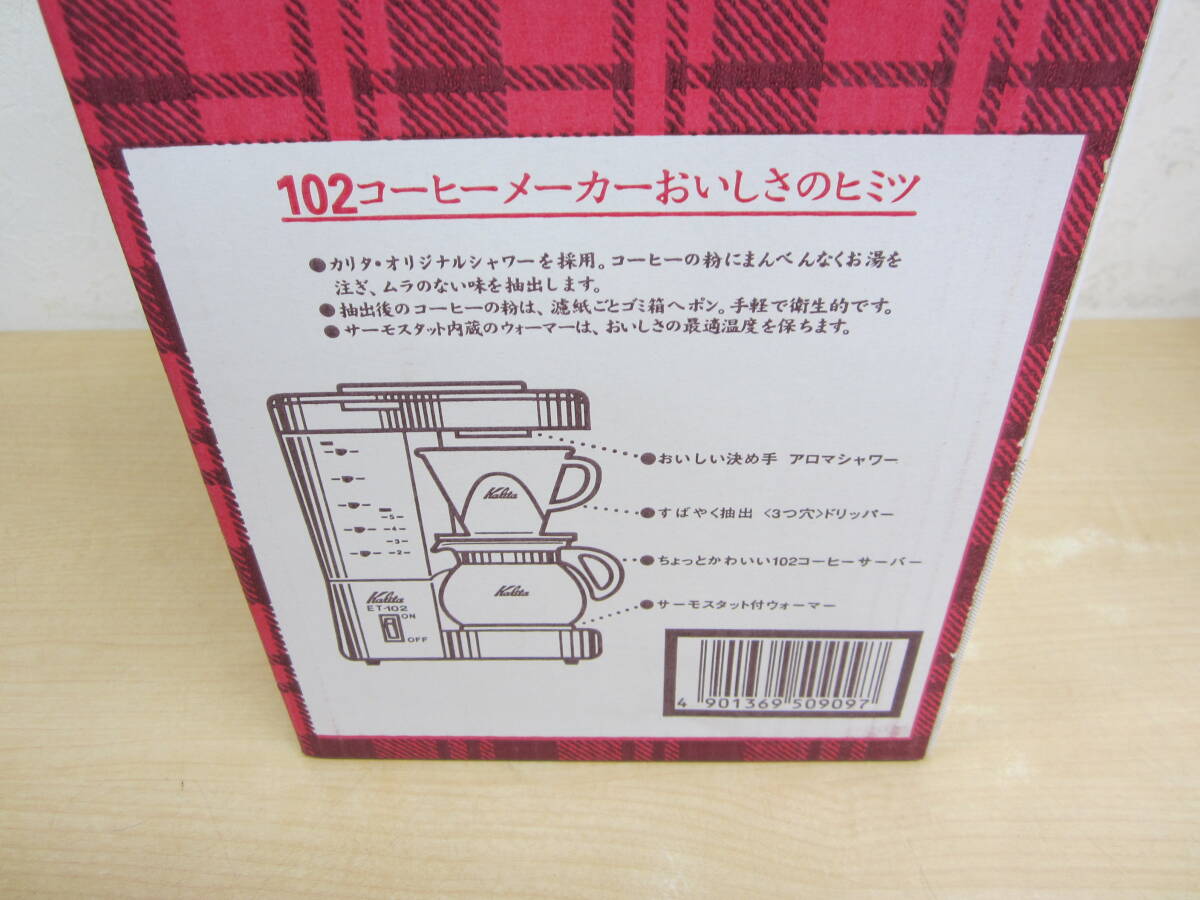 102コーヒーメーカーおいしさのヒミツ
●カリタ・オリジナルシャワーを採用。コーヒーの粉にまんべんなくお湯を
注ぎ、ムラのない味を抽出します。
●抽出後のコーヒーの粉は、濾紙ごとゴミ箱へポン。手軽で衛生的です。
●サーモスタット内蔵のウォーマーは、おいしさの最適温度を保ちます。
●おいしい決め手 アロマシャワー
Kalita
●すばやく抽出〈3つ穴〉ドリッパー
-5-
-4-
-3-
-2-
●ちょっとかわいい102コーヒーサーバー
Kalita
Kalita
ET-102
ON
OFF
●サーモスタット付ウォーマー
4 901369 509097